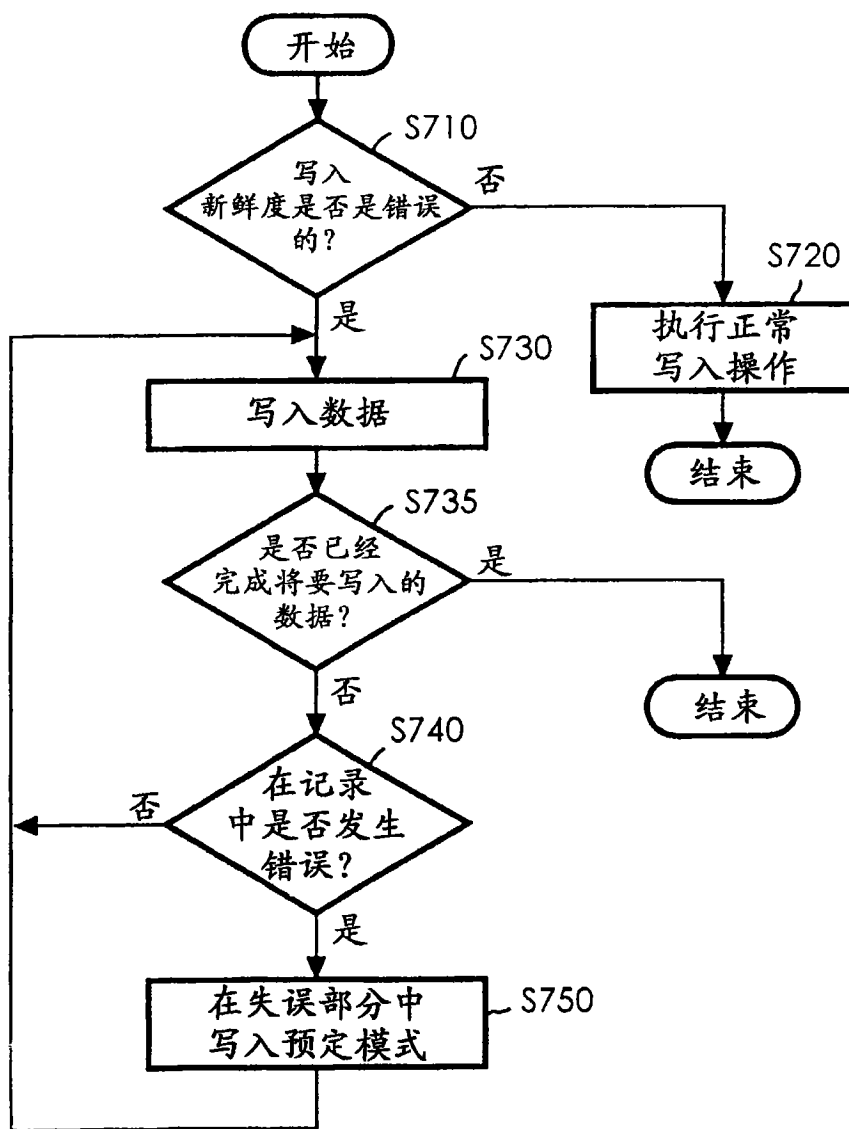 开始
S710
写入
新鲜度是否是错误
的?
否
是
S720
执行正常
写入操作
结束
S730
写入数据
S735
是否已经
完成将要写入的
数据?
是
否
结束
S740
在记录
中是否发生
错误?
否
是
S750
在失误部分中
写入预定模式